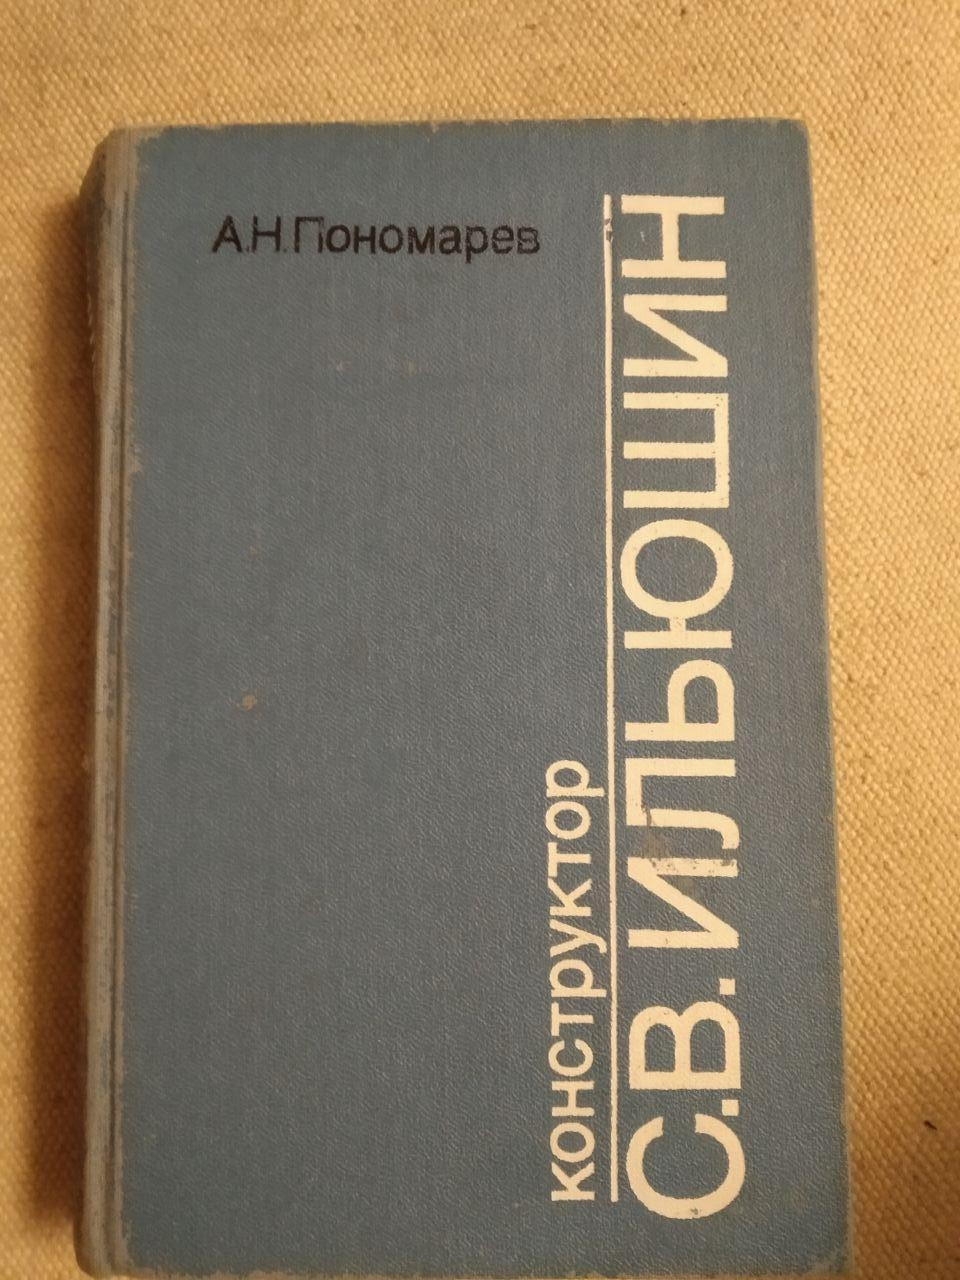 А.Н.Пономарев
конструктор
С.В. ИЛЬЮШИН